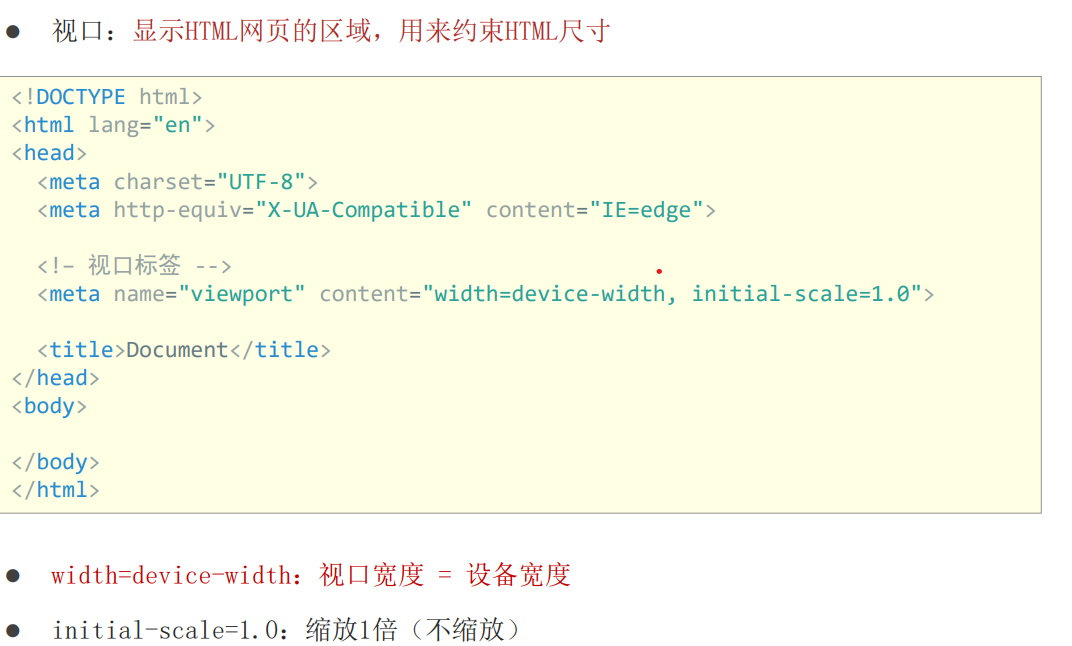 ● 视口：显示HTML网页的区域，用来约束HTML尺寸
<!DOCTYPE html>
<html lang="en">
<head>
  <meta charset="UTF-8">
  <meta http-equiv="X-UA-Compatible" content="IE=edge">
  <!– 视口标签 -->
  <meta name="viewport" content="width=device-width, initial-scale=1.0">
  <title>Document</title>
</head>
<body>
</body>
</html>
● width=device-width：视口宽度 = 设备宽度
● initial-scale=1.0：缩放1倍（不缩放）